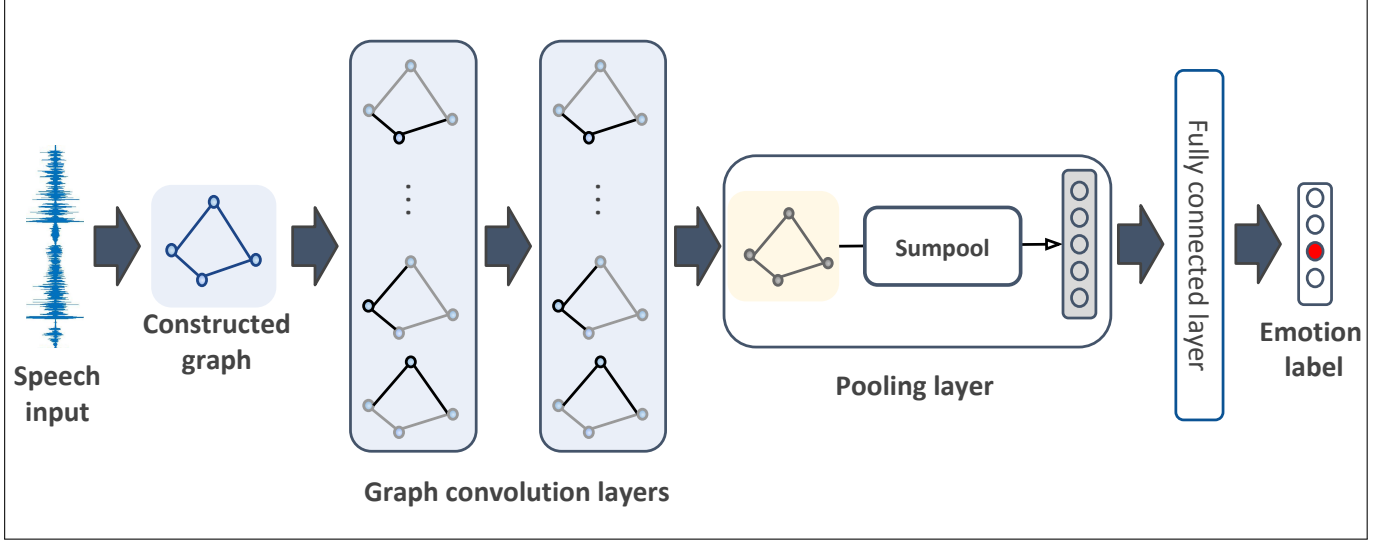 Speech
input
Constructed
graph
Graph convolution layers
Sumpool
Pooling layer
Fully connected layer
Emotion
label